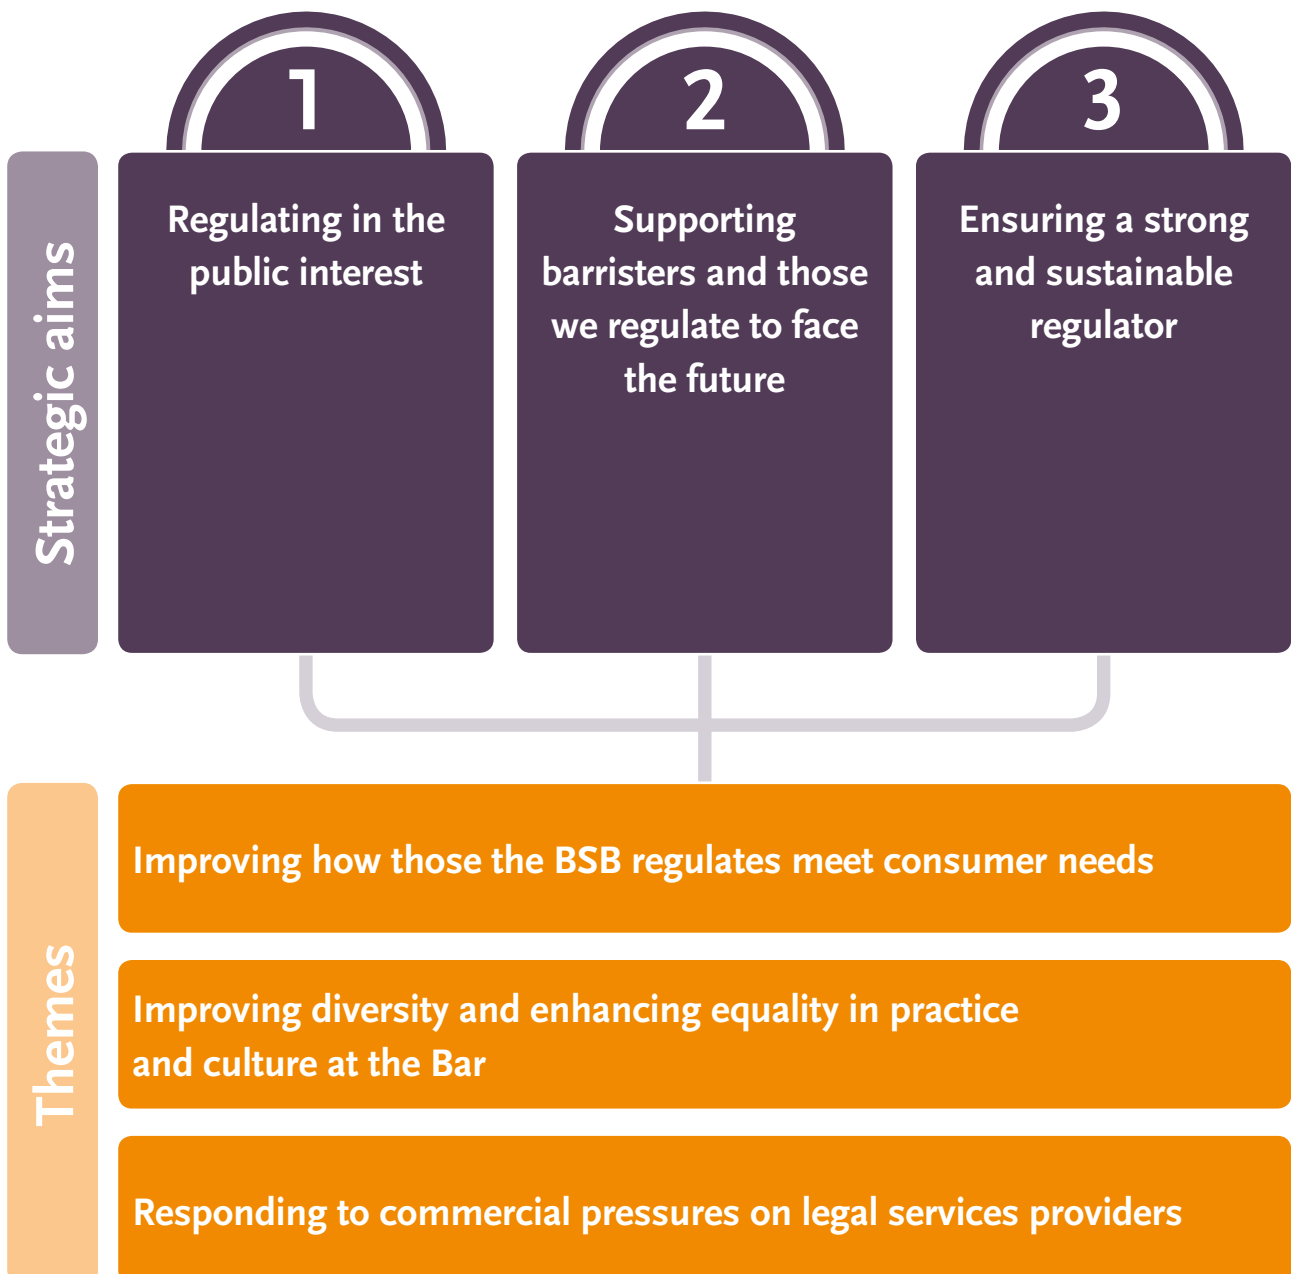 1
2
3
Strategic aims
Regulating in the
public interest
Supporting
barristers and those
we regulate to face
the future
Ensuring a strong
and sustainable
regulator
Themes
Improving how those the BSB regulates meet consumer needs
Improving diversity and enhancing equality in practice
and culture at the Bar
Responding to commercial pressures on legal services providers